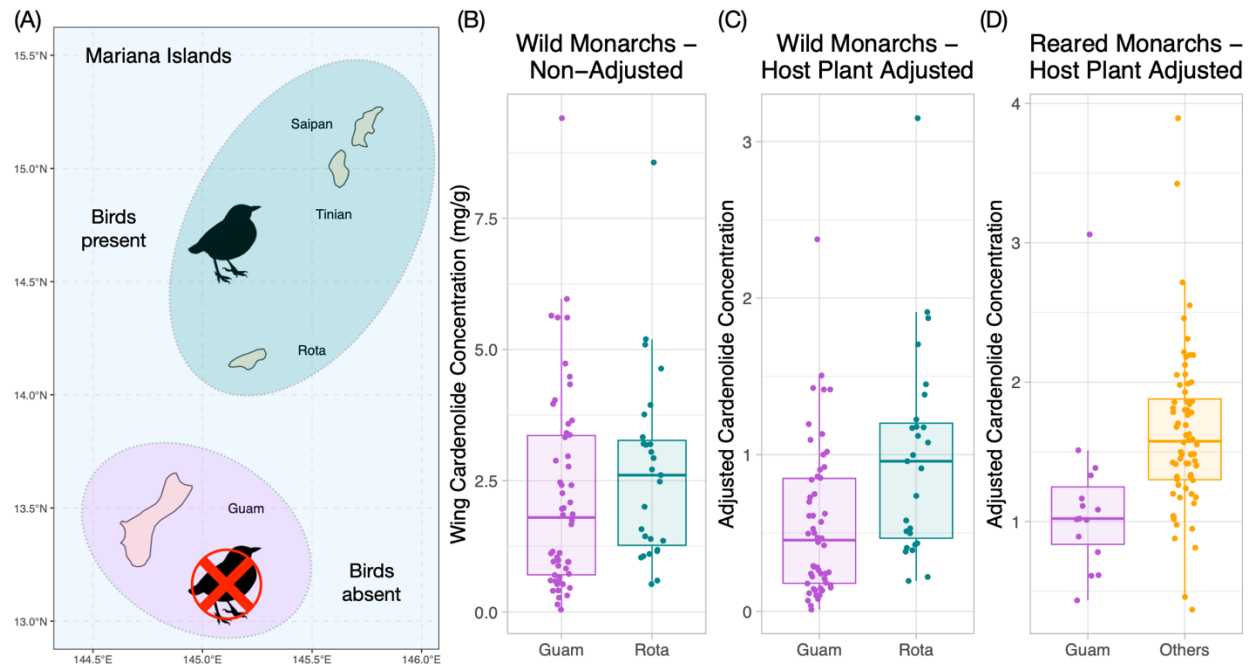 (A)
Mariana Islands
15.5°N
15.0°N
14.5°N
14.0°N
13.5°N
13.0°N
Saipan
Tinian
Birds
present
Rota
Guam
Birds
absent
144.5°E
145.0°E
145.5°E
146.0°E
(B)
Wild Monarchs –
Non–Adjusted
Wing Cardenolide Concentration (mg/g)
7.5
5.0
2.5
0.0
Guam
Rota
(C)
Wild Monarchs –
Host Plant Adjusted
Adjusted Cardenolide Concentration
3
2
1
0
Guam
Rota
(D)
Reared Monarchs –
Host Plant Adjusted
Adjusted Cardenolide Concentration
4
3
2
1
Guam
Others